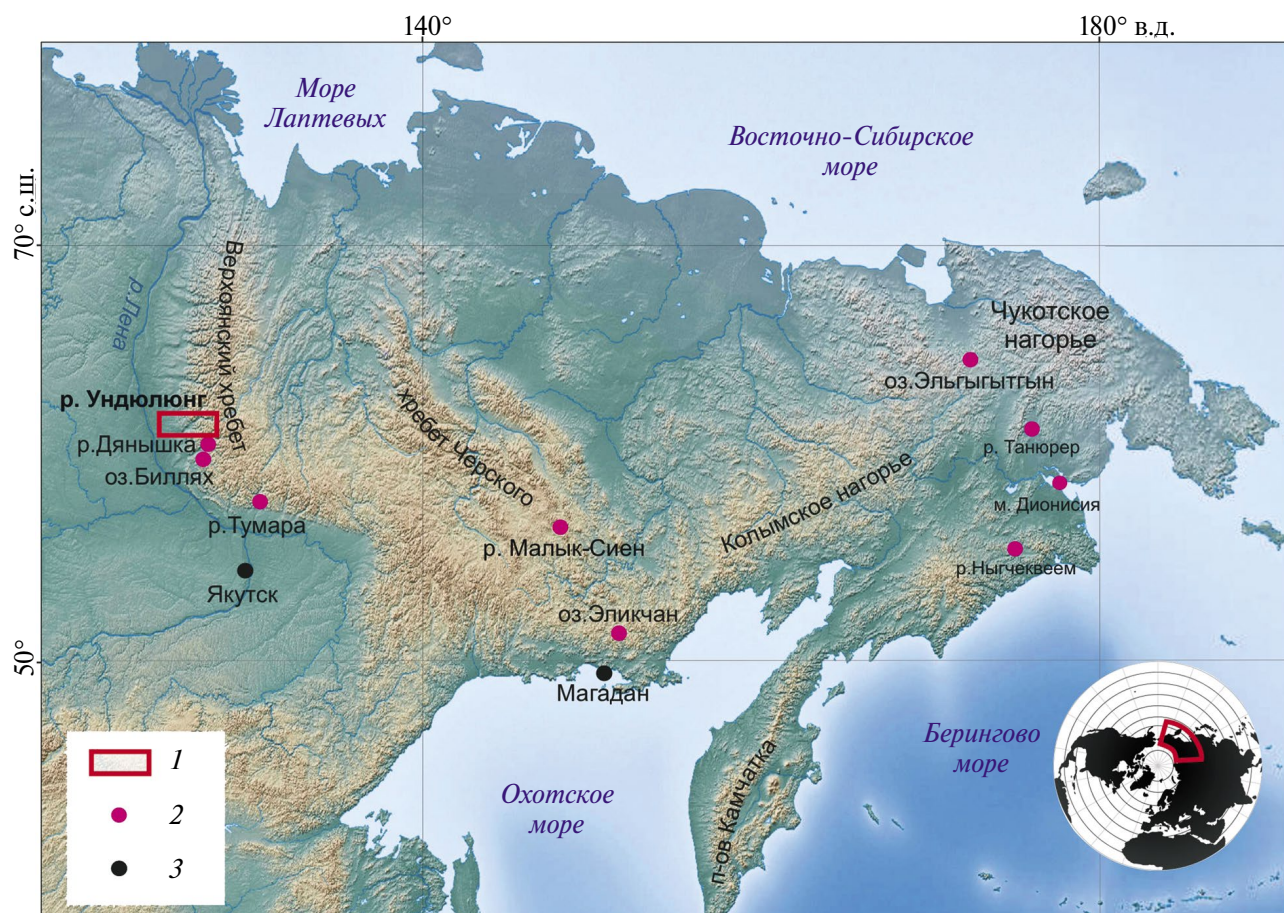 140°
180° в.д.
Море
Лаптевых
Восточно-Сибирское
море
70° с.ш.
Верхоянский хребет
р.Лена
Чукотское
нагорье
оз.Эльгыгытгын
р. Ундюлюнг
р.Дянышка
оз.Биллях
хребет Черского
р. Танюрер
Колымское нагорье
м. Дионисия
р.Тумара
р. Малык-Сиен
р.Ныгчеквеем
Якутск
оз.Эликчан
50°
Магадан
Берингово
море
п-ов Камчатка
Охотское
море
1
2
3